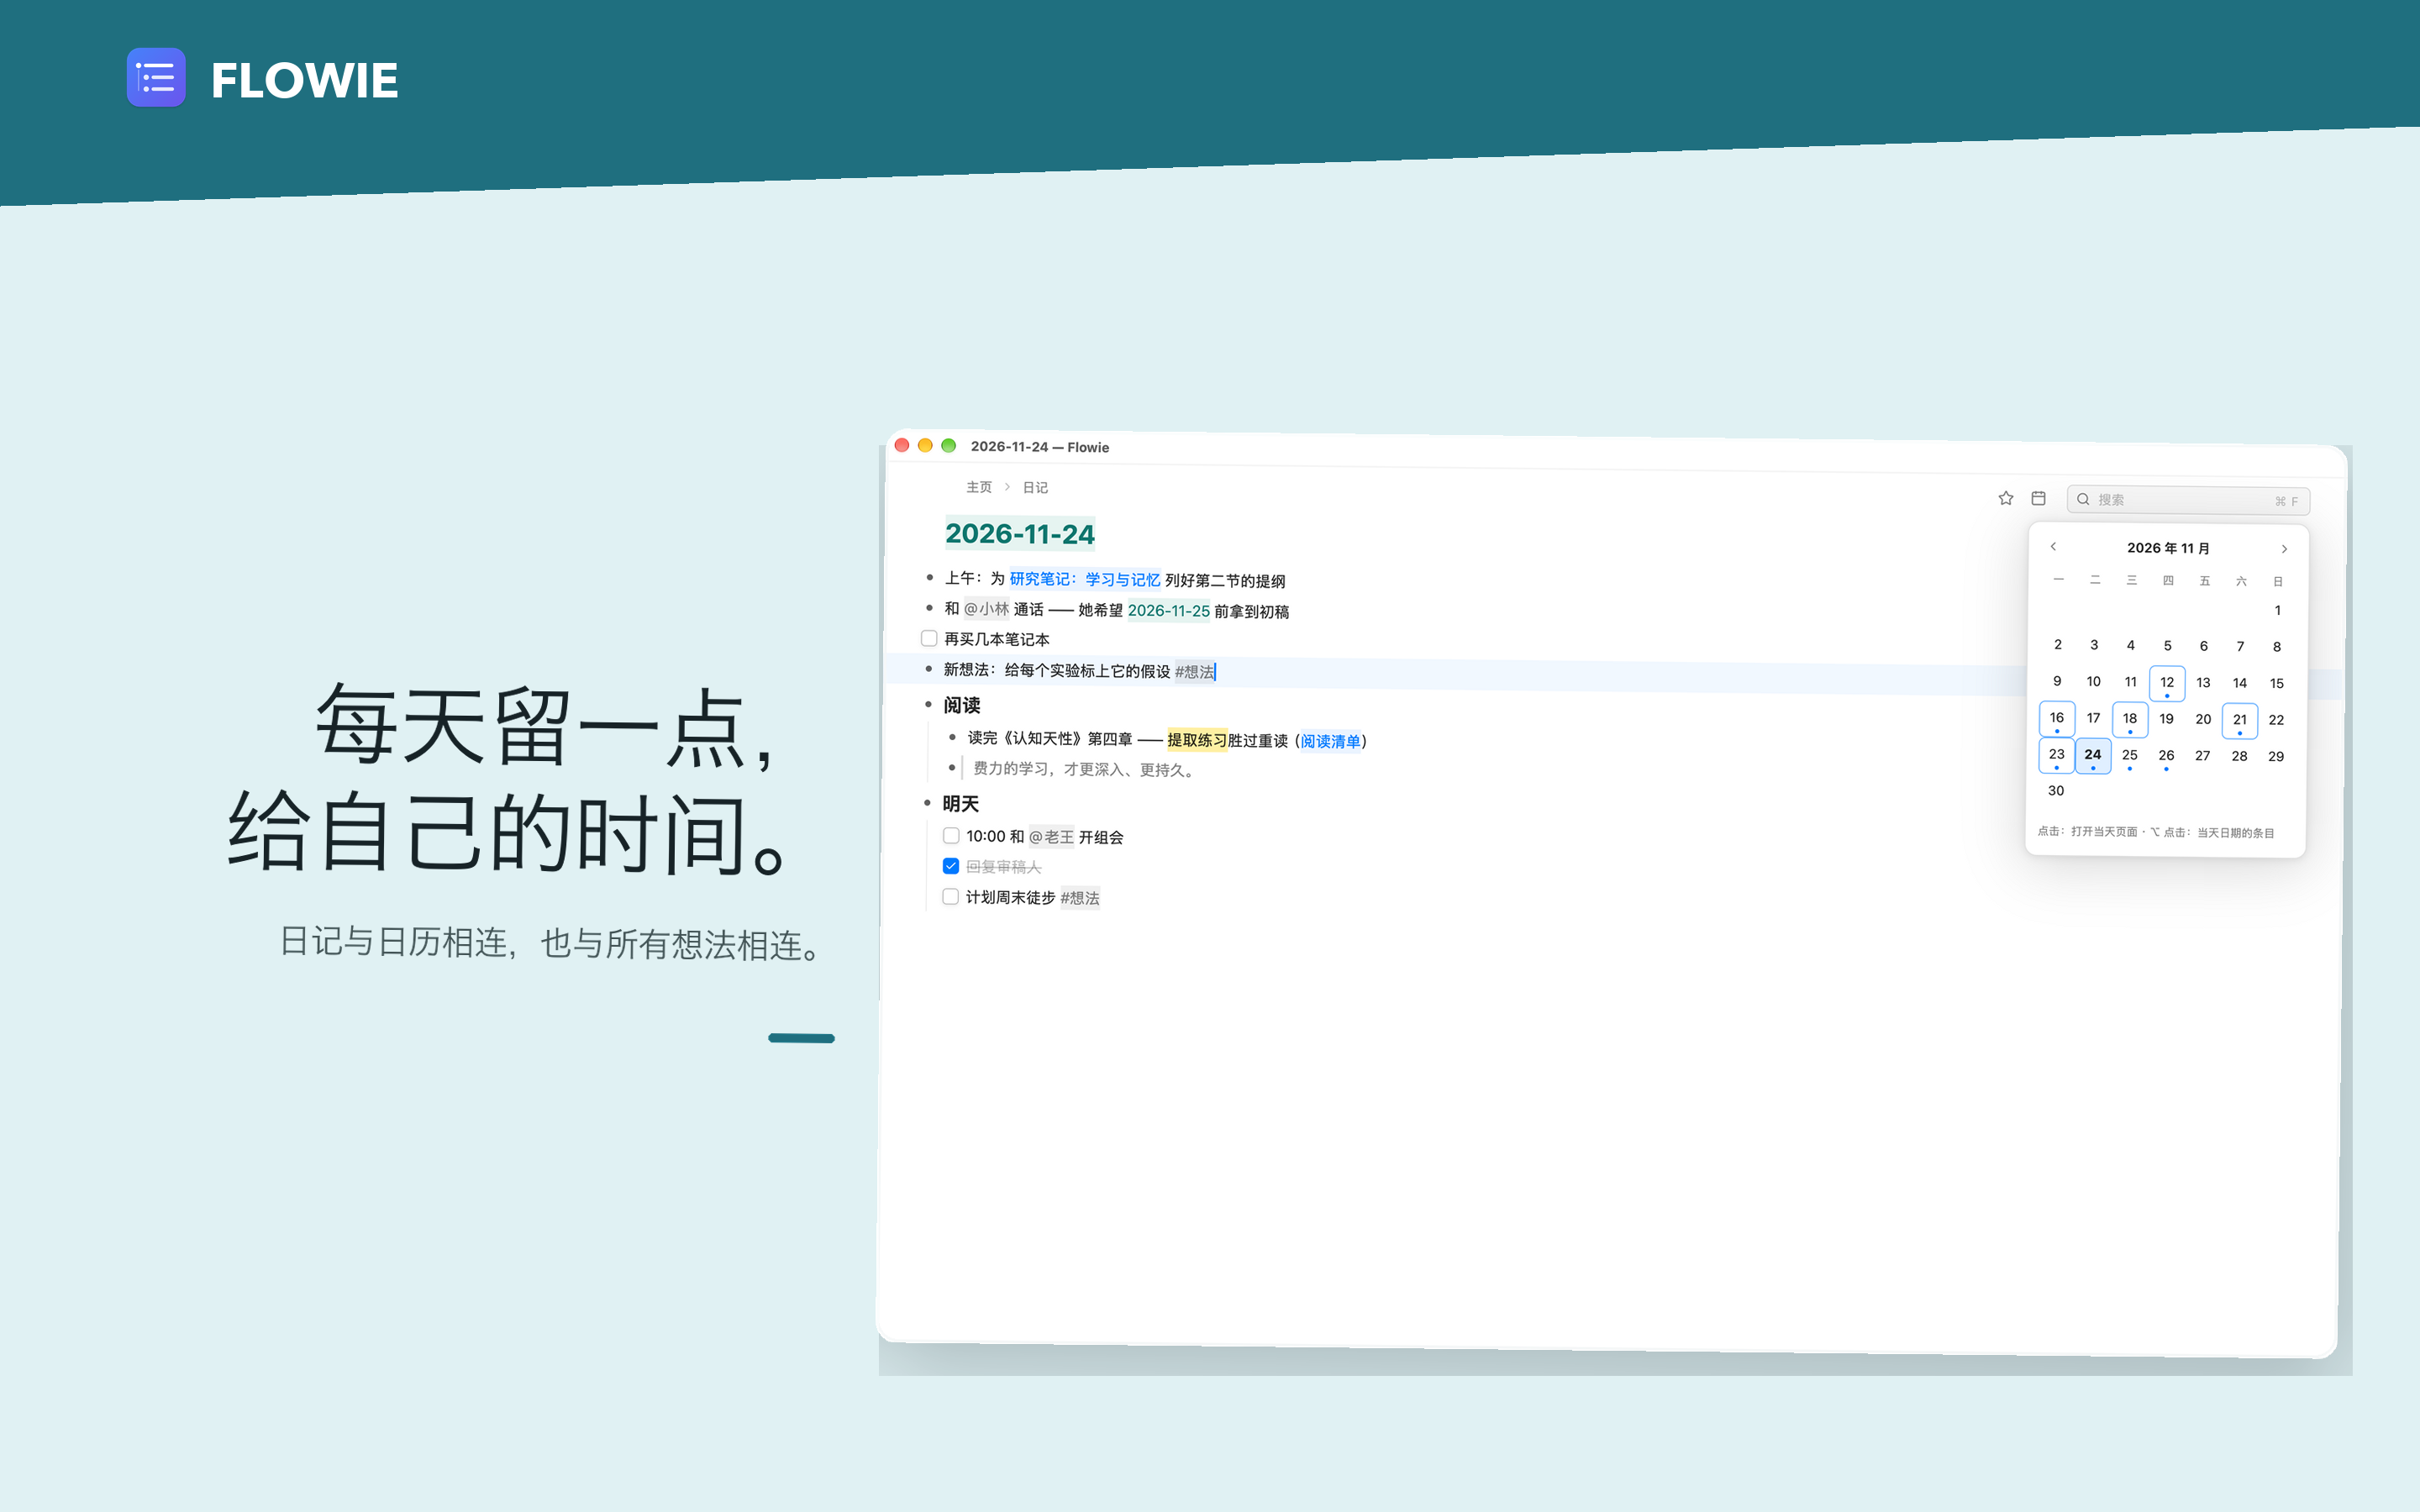 FLOWIE
每天留一点，
给自己的时间。
日记与日历相连，也与所有想法相连。
2026-11-24 — Flowie
主页 > 日记
搜索 ⌘ F
2026-11-24
上午：为 研究笔记：学习与记忆 列好第二节的提纲
和 @小林 通话 —— 她希望 2026-11-25 前拿到初稿
再买几本笔记本
新想法：给每个实验标上它的假设 #想法
阅读
读完《认知天性》第四章 —— 提取练习胜过重读（阅读清单）
费力的学习，才更深入、更持久。
明天
10:00 和 @老王 开组会
回复审稿人
计划周末徒步 #想法
2026 年 11 月
一 二 三 四 五 六 日
1
2 3 4 5 6 7 8
9 10 11 12 13 14 15
16 17 18 19 20 21 22
23 24 25 26 27 28 29
30
点击：打开当天页面 · ⌥ 点击：当天日期的条目